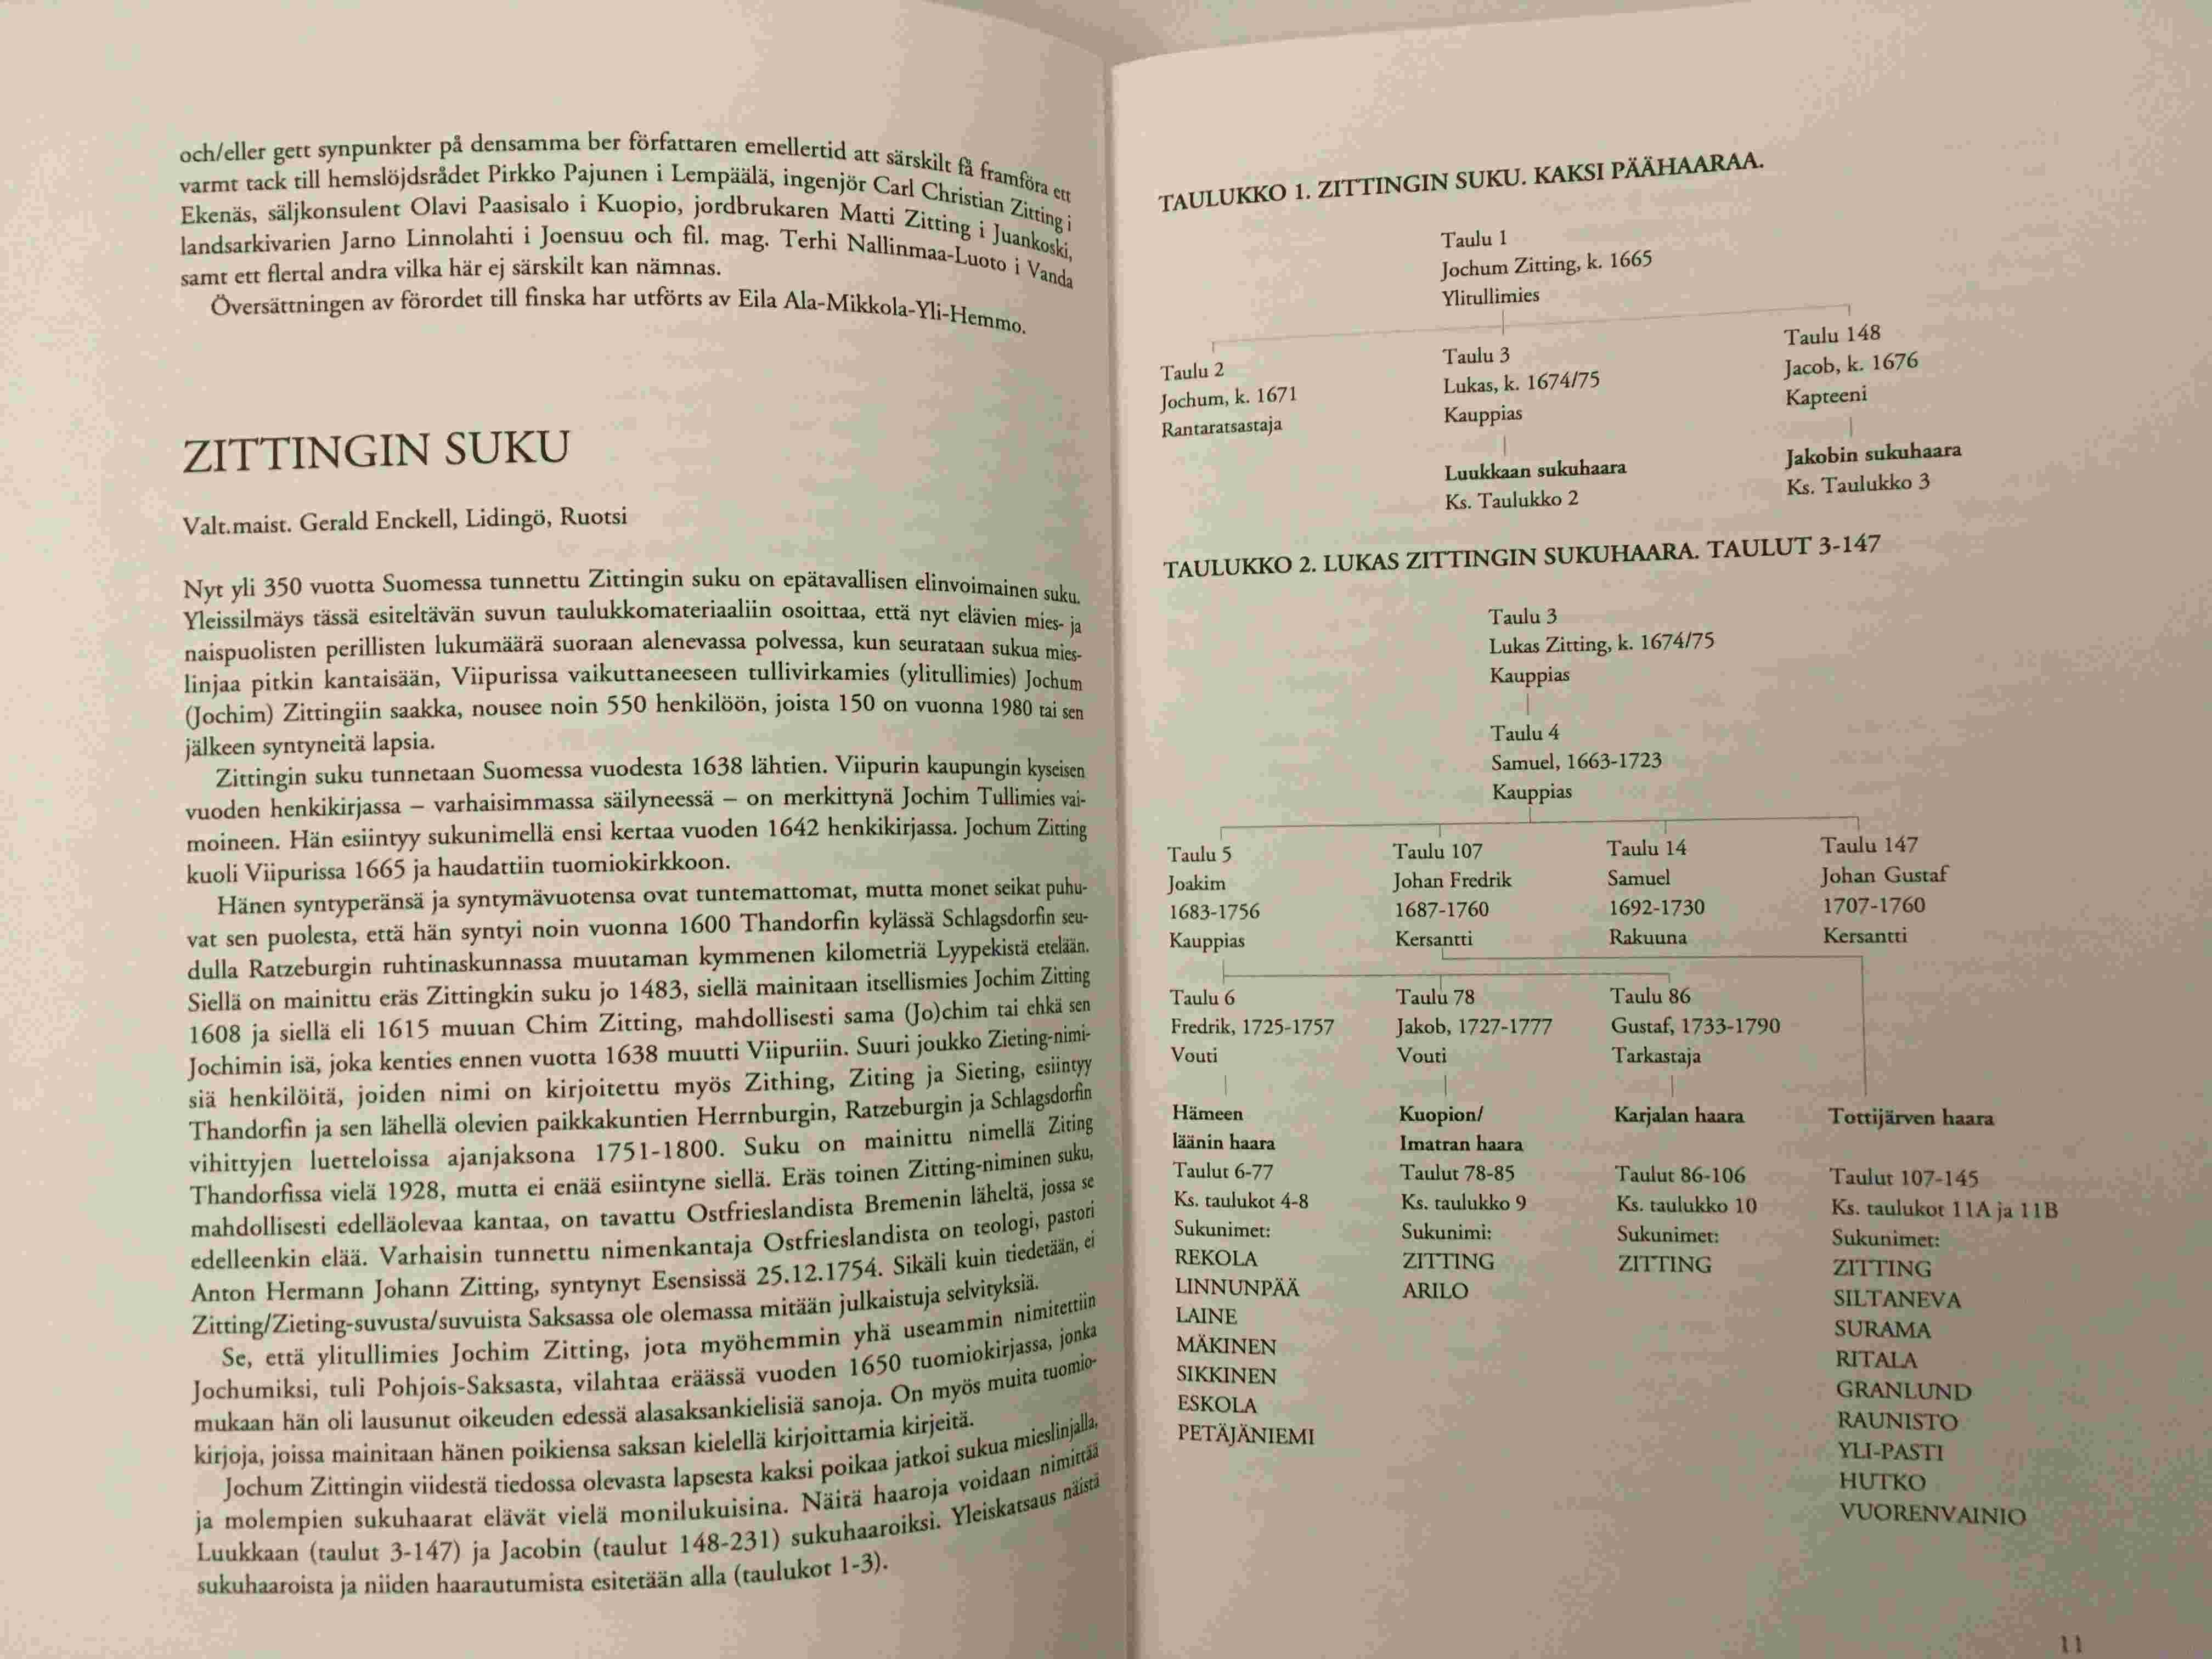 och/eller gett synpunkter på densamma ber författaren emellertid att särskilt få framföra ett
varmt tack till hemslöjdsrådet Pirkko Pajunen i Lempäälä, ingenjör Carl Christian Zitting i
Ekenäs, säljkonsulent Olavi Paasisalo i Kuopio, jordbrukaren Matti Zitting i Juankoski,
landsarkivarien Jarno Linnolahti i Joensuu och fil. mag. Terhi Nallinmaa-Luoto i Vanda
samt ett flertal andra vilka här ej särskilt kan nämnas.
Översättningen av förordet till finska har utförts av Eila Ala-Mikkola-Yli-Hemmo.
ZITTINGIN SUKU
Valt.maist. Gerald Enckell, Lidingö, Ruotsi
Nyt yli 350 vuotta Suomessa tunnettu Zittingin suku on epätavallisen elinvoimainen suku.
Yleissilmäys tässä esiteltävän suvun taulukkomateriaaliin osoittaa, että nyt elävien mies- ja
naispuolisten perillisten lukumäärä suoraan alenevassa polvessa, kun seurataan sukua mies-
linjaa pitkin kantaisään, Viipurissa vaikuttaneeseen tullivirkamies (ylitullimies) Jochum
(Jochim) Zittingiin saakka, nousee noin 550 henkilöön, joista 150 on vuonna 1980 tai sen
jälkeen syntyneitä lapsia.
Zittingin suku tunnetaan Suomessa vuodesta 1638 lähtien. Viipurin kaupungin kyseisen
vuoden henkikirjassa – varhaisimmassa säilyneessä – on merkittynä Jochim Tullimies vai-
moineen. Hän esiintyy sukunimellä ensi kertaa vuoden 1642 henkikirjassa. Jochum Zitting
kuoli Viipurissa 1665 ja haudattiin tuomiokirkkoon.
Hänen syntyperänsä ja syntymävuotensa ovat tuntemattomat, mutta monet seikat puhu-
vat sen puolesta, että hän syntyi noin vuonna 1600 Thandorfin kylässä Schlagsdorfin seu-
dulla Ratzeburgin ruhtinaskunnassa muutaman kymmenen kilometriä Lyypekistä etelään.
Siellä on mainittu eräs Zittingkin suku jo 1483, siellä mainitaan itsellismies Jochim Zitting
1608 ja siellä eli 1615 muuan Chim Zitting, mahdollisesti sama (Jo)chim tai ehkä sen
Jochimin isä, joka kenties ennen vuotta 1638 muutti Viipuriin. Suuri joukko Zieting-nimi-
siä henkilöitä, joiden nimi on kirjoitettu myös Zithing, Ziting ja Sieting, esiintyy
Thandorfin ja sen lähellä olevien paikkakuntien Herrnburgin, Ratzeburgin ja Schlagsdorfin
vihittyjen luetteloissa ajanjaksona 1751-1800. Suku on mainittu nimellä Ziting
Thandorfissa vielä 1928, mutta ei enää esiintyne siellä. Eräs toinen Zitting-niminen suku,
mahdollisesti edelläolevaa kantaa, on tavattu Ostfrieslandista Bremenin läheltä, jossa se
edelleenkin elää. Varhaisin tunnettu nimenkantaja Ostfrieslandista on teologi, pastori
Anton Hermann Johann Zitting, syntynyt Esensissä 25.12.1754. Sikäli kuin tiedetään, ei
Zitting/Zieting-suvusta/suvuista Saksassa ole olemassa mitään julkaistuja selvityksiä.
Se, että ylitullimies Jochim Zitting, jota myöhemmin yhä useammin nimitettiin
Jochumiksi, tuli Pohjois-Saksasta, vilahtaa eräässä vuoden 1650 tuomiokirjassa, jonka
mukaan hän oli lausunut oikeuden edessä alasaksankielisiä sanoja. On myös muita tuomio-
kirjoja, joissa mainitaan hänen poikiensa saksan kielellä kirjoittamia kirjeitä.
Jochum Zittingin viidestä tiedossa olevasta lapsesta kaksi poikaa jatkoi sukua mieslinjalla,
ja molempien sukuhaarat elävät vielä monilukuisina. Näitä haaroja voidaan nimittää
Luukkaan (taulut 3-147) ja Jacobin (taulut 148-231) sukuhaaroiksi. Yleiskatsaus näistä
sukuhaaroista ja niiden haarautumista esitetään alla (taulukot 1-3).
TAULUKKO 1. ZITTINGIN SUKU. KAKSI PÄÄHAARAA.
Taulu 1
Jochum Zitting, k. 1665
Ylitullimies
Taulu 2
Jochum, k. 1671
Rantaratsastaja
Taulu 3
Lukas, k. 1674/75
Kauppias
Luukkaan sukuhaara
Ks. Taulukko 2
Taulu 148
Jacob, k. 1676
Kapteeni
Jakobin sukuhaara
Ks. Taulukko 3
TAULUKKO 2. LUKAS ZITTINGIN SUKUHAARA. TAULUT 3-147
Taulu 3
Lukas Zitting, k. 1674/75
Kauppias
Taulu 4
Samuel, 1663-1723
Kauppias
Taulu 5
Joakim
1683-1756
Kauppias
Taulu 107
Johan Fredrik
1687-1760
Kersantti
Taulu 14
Samuel
1692-1730
Rakuuna
Taulu 147
Johan Gustaf
1707-1760
Kersantti
Taulu 6
Fredrik, 1725-1757
Vouti
Hämeen
läänin haara
Taulut 6-77
Ks. taulukot 4-8
Sukunimet:
REKOLA
LINNUNPÄÄ
LAINE
MÄKINEN
SIKKINEN
ESKOLA
PETÄJÄNIEMI
Taulu 78
Jakob, 1727-1777
Vouti
Kuopion/
Imatran haara
Taulut 78-85
Ks. taulukko 9
Sukunimi:
ZITTING
ARILO
Taulu 86
Gustaf, 1733-1790
Tarkastaja
Karjalan haara
Taulut 86-106
Ks. taulukko 10
Sukunimet:
ZITTING
Tottijärven haara
Taulut 107-145
Ks. taulukot 11A ja 11B
Sukunimet:
ZITTING
SILTANEVA
SURAMA
RITALA
GRANLUND
RAUNISTO
YLI-PASTI
HUTKO
VUORENVAINIO
11